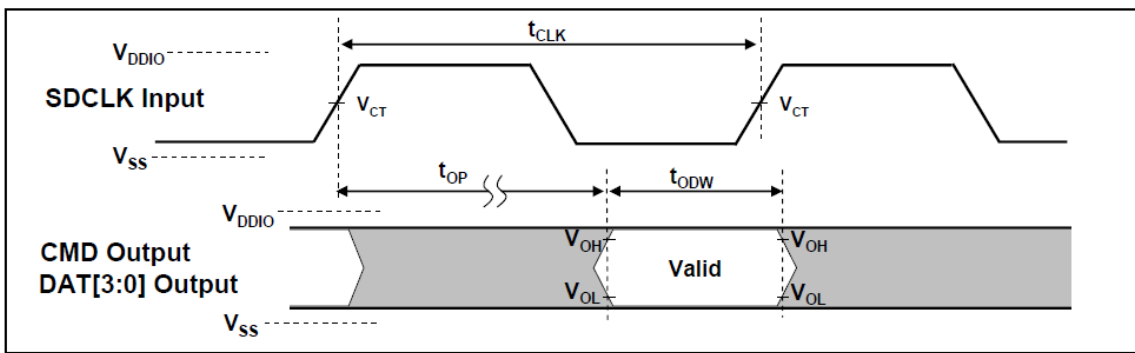 tCLK
VDDIO
SDCLK Input
VCT
VCT
VSS
tOP
tODW
VDDIO
CMD Output
DAT[3:0] Output
VOH
VOH
Valid
VOL
VOL
VSS